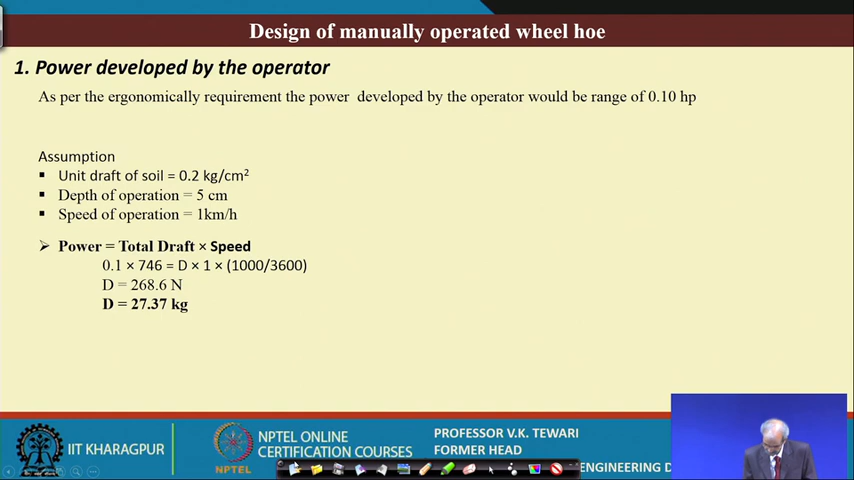 Design of manually operated wheel hoe
1. Power developed by the operator
As per the ergonomically requirement the power developed by the operator would be range of 0.10 hp
Assumption
▪ Unit draft of soil = 0.2 kg/cm²
▪ Depth of operation = 5 cm
▪ Speed of operation = 1km/h
➢ Power = Total Draft × Speed
0.1 × 746 = D × 1 × (1000/3600)
D = 268.6 N
D = 27.37 kg
IIT KHARAGPUR
NPTEL
NPTEL ONLINE
CERTIFICATION COURSES
PROFESSOR V.K. TEWARI
FORMER HEAD
ENGINEERING D